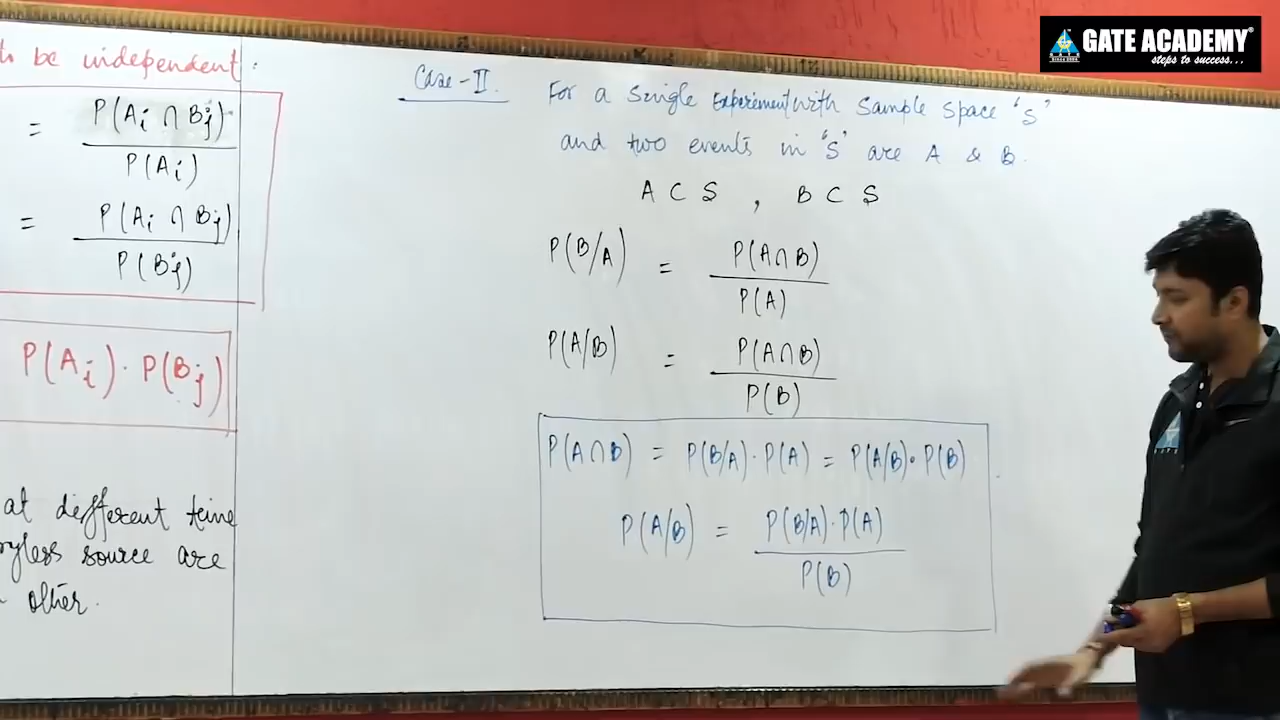 to be independent :
= P(Ai ∩ Bj)
P(Ai)
= P(Ai ∩ Bj)
P(Bj)
P(Ai) · P(Bj)
at different time
source are
other.
Case-II. For a Single Experiment with Sample space 'S'
and two events in 'S' are A & B.
A ⊂ S , B ⊂ S
P(B/A) = P(A∩B)
P(A)
P(A/B) = P(A∩B)
P(B)
P(A∩B) = P(B/A)·P(A) = P(A/B)·P(B)
P(A/B) = P(B/A)·P(A)
P(B)
GATE ACADEMY®
steps to success...